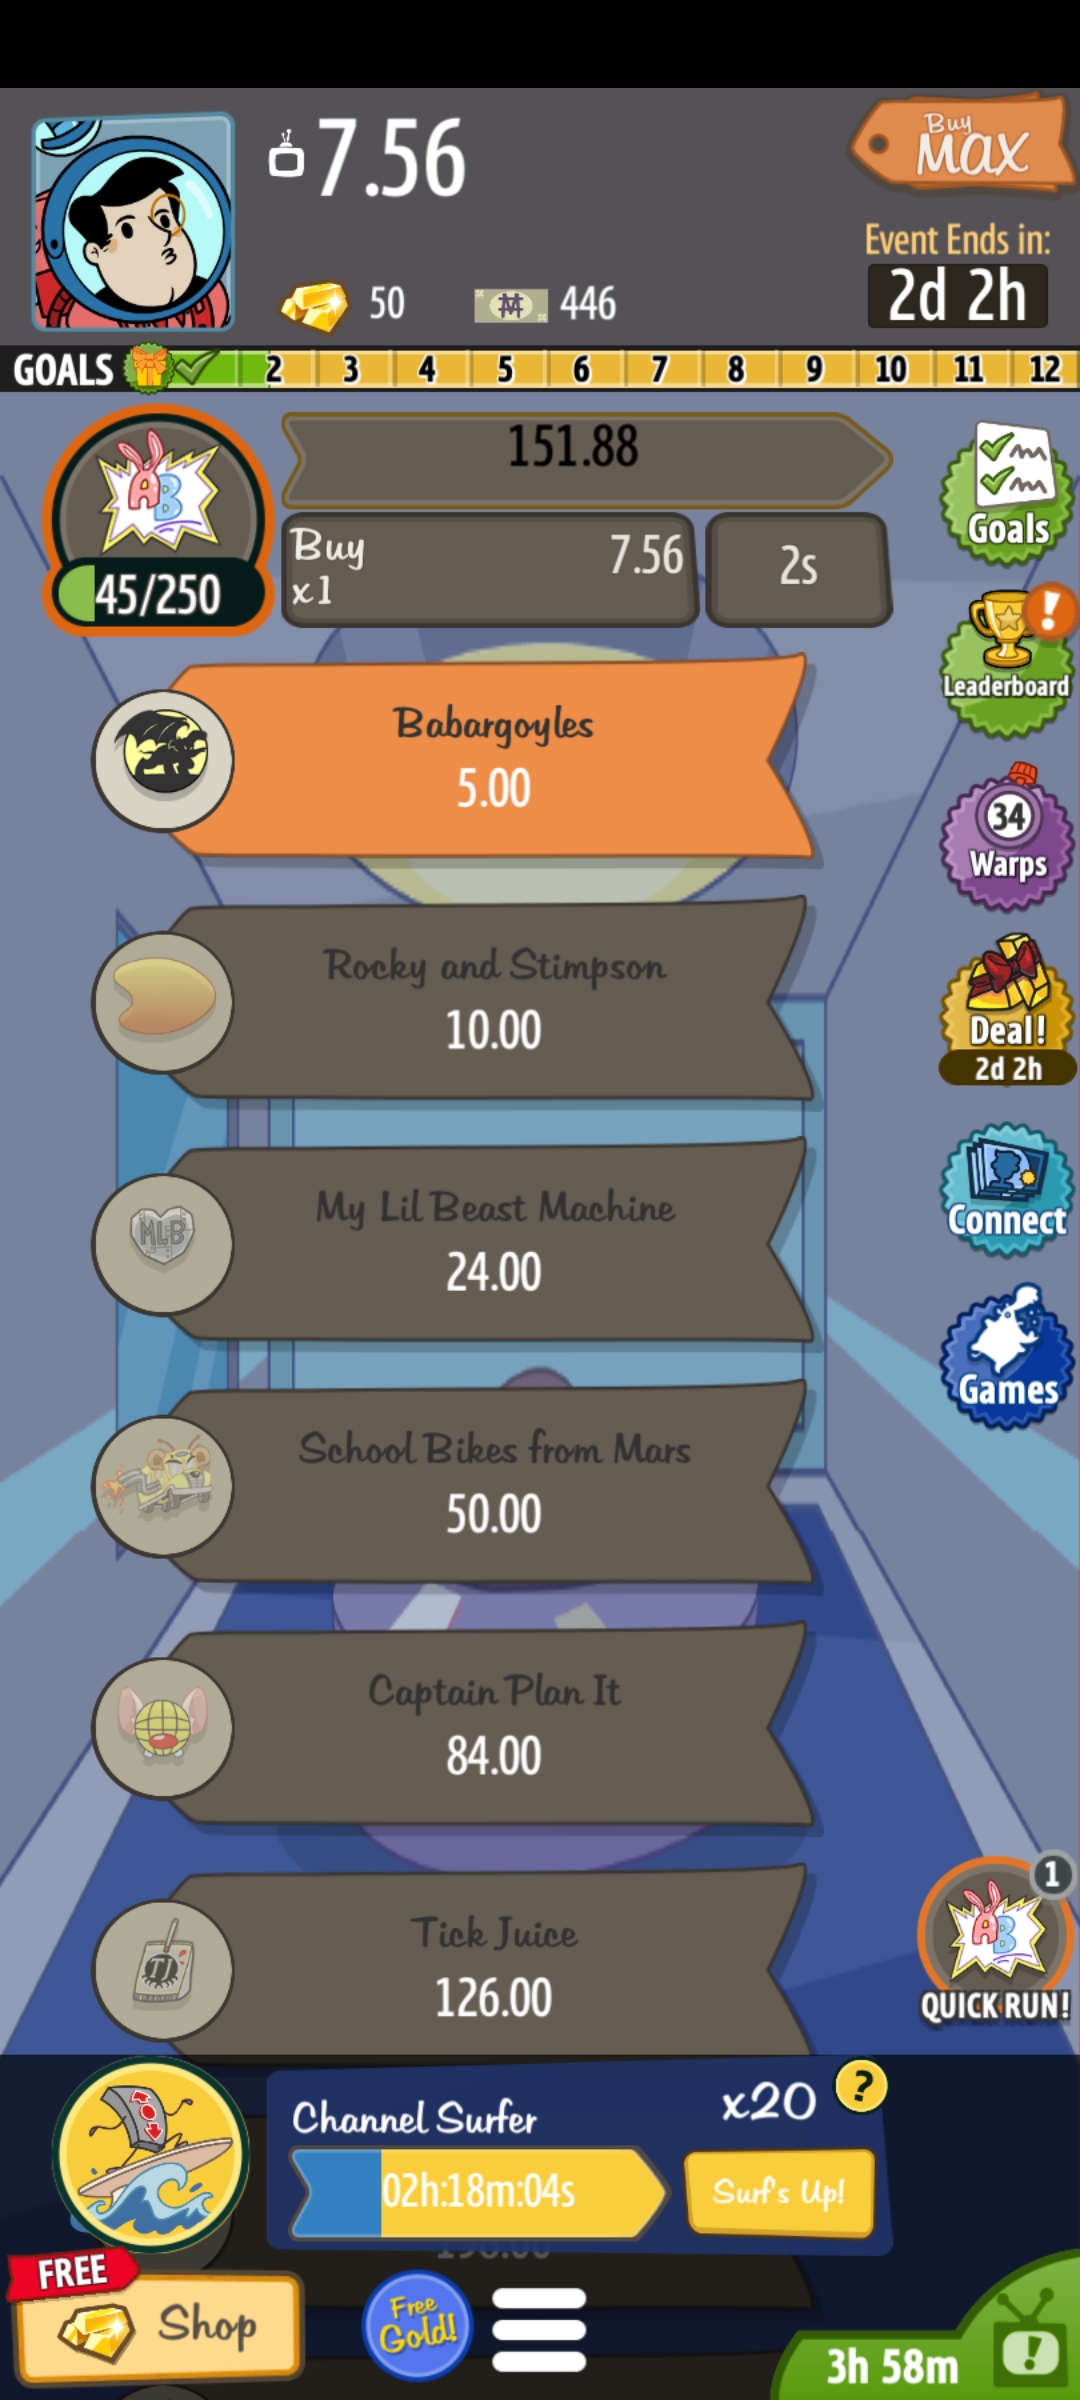 7.56
Buy
MAX
Event Ends in:
2d 2h
50
446
GOALS 2 3 4 5 6 7 8 9 10 11 12
AB
45/250
151.88
Buy
x1
7.56
2s
Goals
!
Leaderboard
Babargoyles
5.00
34
Warps
Rocky and Stimpson
10.00
Deal!
2d 2h
MLB
My Lil Beast Machine
24.00
Connect
Games
School Bikes from Mars
50.00
Captain Plan It
84.00
TJ
Tick Juice
126.00
1
AB
QUICK RUN!
Channel Surfer
x20
?
02h:18m:04s
Surf's Up!
FREE
Shop
Free
Gold!
3h 58m
!